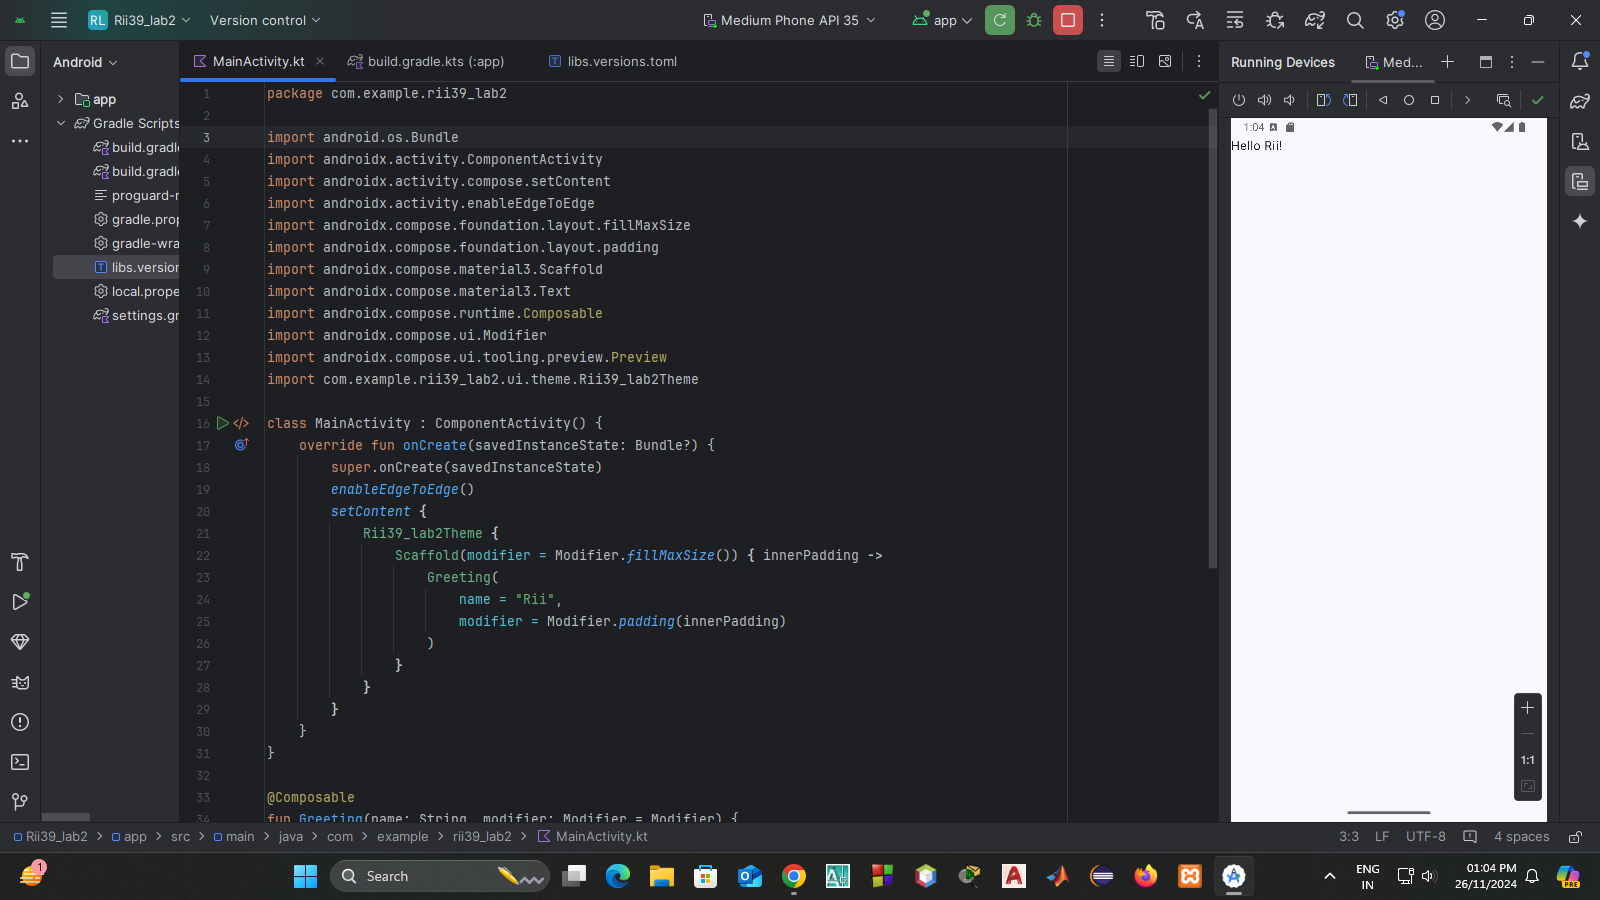 RL Rii39_lab2 Version control Medium Phone API 35 app
Android MainActivity.kt build.gradle.kts (:app) libs.versions.toml Running Devices Med...
app
Gradle Scripts
build.gradle
build.gradle
proguard-r
gradle.prop
gradle-wra
libs.version
local.prope
settings.gr
1 package com.example.rii39_lab2
2
3 import android.os.Bundle
4 import androidx.activity.ComponentActivity
5 import androidx.activity.compose.setContent
6 import androidx.activity.enableEdgeToEdge
7 import androidx.compose.foundation.layout.fillMaxSize
8 import androidx.compose.foundation.layout.padding
9 import androidx.compose.material3.Scaffold
10 import androidx.compose.material3.Text
11 import androidx.compose.runtime.Composable
12 import androidx.compose.ui.Modifier
13 import androidx.compose.ui.tooling.preview.Preview
14 import com.example.rii39_lab2.ui.theme.Rii39_lab2Theme
15
16 class MainActivity : ComponentActivity() {
17 override fun onCreate(savedInstanceState: Bundle?) {
18 super.onCreate(savedInstanceState)
19 enableEdgeToEdge()
20 setContent {
21 Rii39_lab2Theme {
22 Scaffold(modifier = Modifier.fillMaxSize()) { innerPadding ->
23 Greeting(
24 name = "Rii",
25 modifier = Modifier.padding(innerPadding)
26 )
27 }
28 }
29 }
30 }
31 }
32
33 @Composable
34 fun Greeting(name: String, modifier: Modifier = Modifier) {
1:04
Hello Rii!
1:1
Rii39_lab2 > app > src > main > java > com > example > rii39_lab2 > MainActivity.kt 3:3 LF UTF-8 4 spaces
1 Search ENG IN 01:04 PM 26/11/2024 PRE